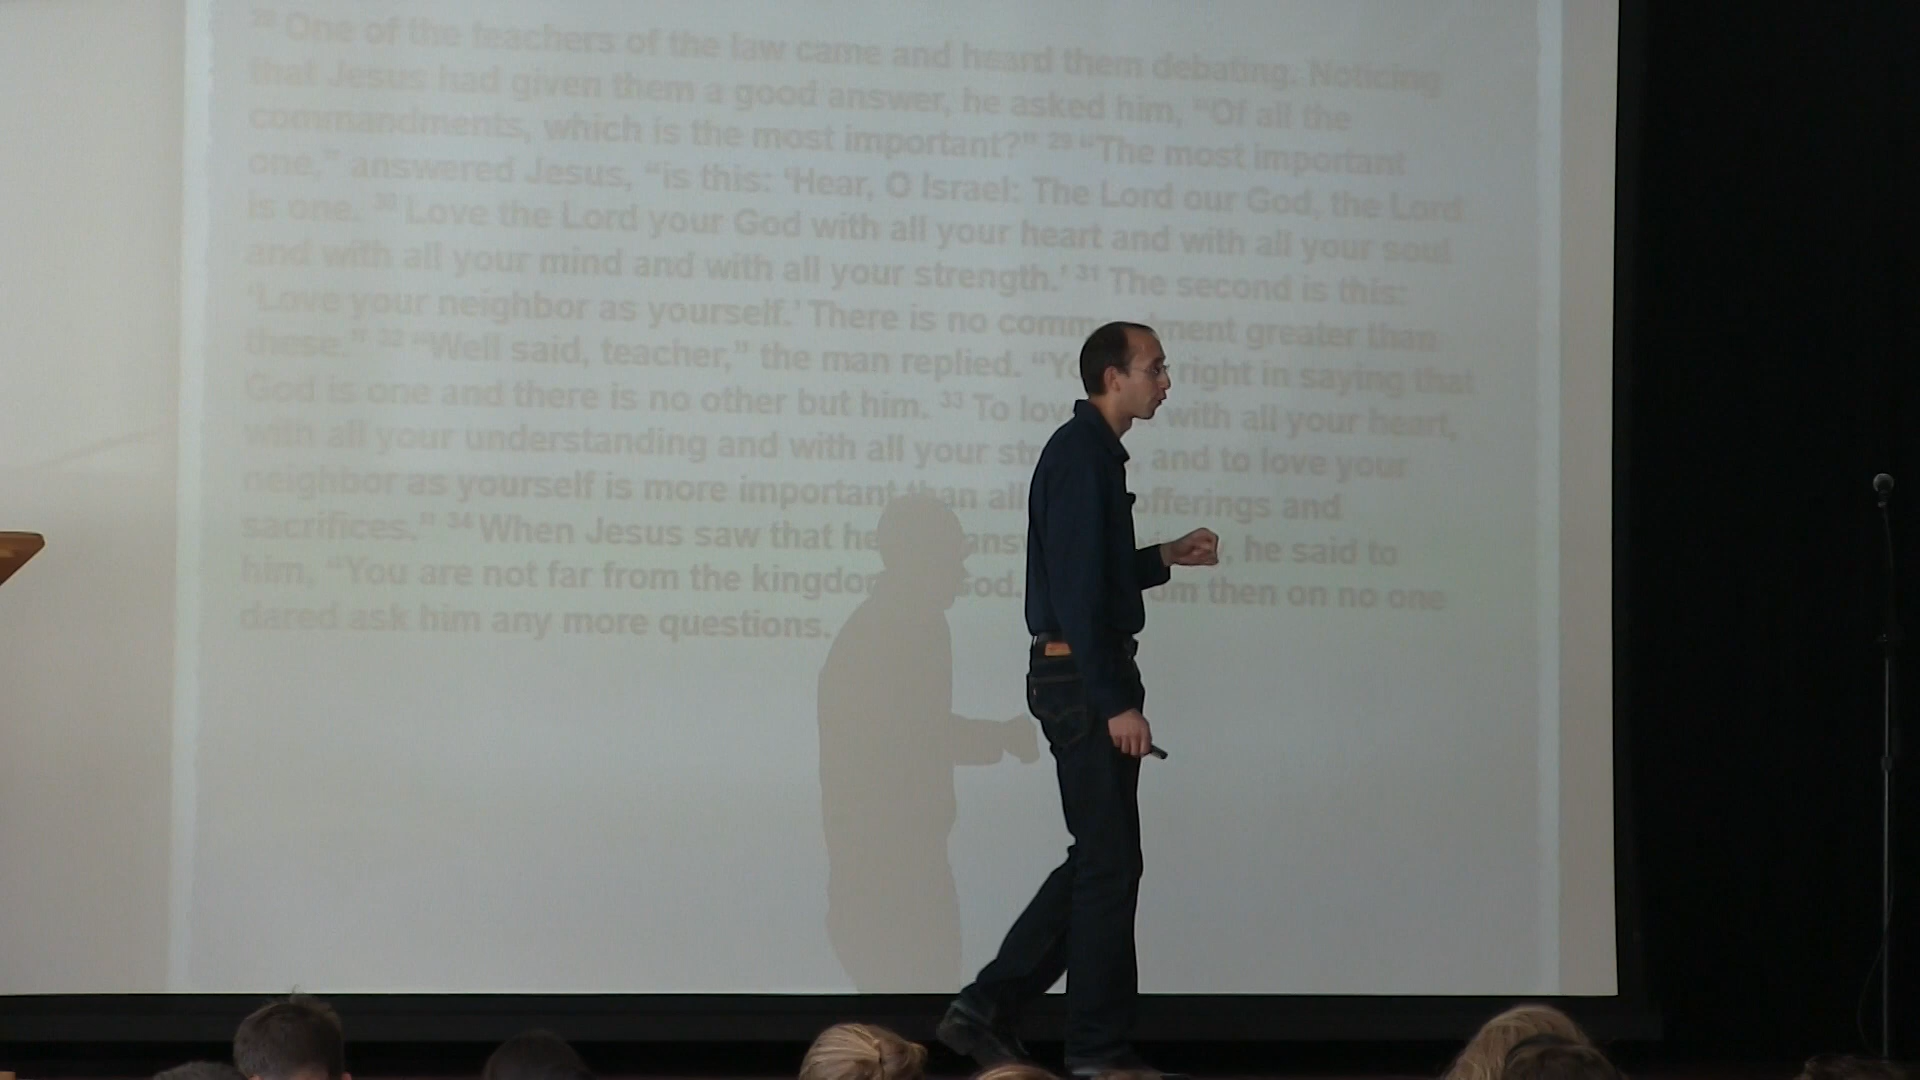 28 One of the teachers of the law came and heard them debating. Noticing
that Jesus had given them a good answer, he asked him, “Of all the
commandments, which is the most important?” 29 “The most important
one,” answered Jesus, “is this: ‘Hear, O Israel: The Lord our God, the Lord
is one. 30 Love the Lord your God with all your heart and with all your soul
and with all your mind and with all your strength.’ 31 The second is this:
‘Love your neighbor as yourself.’ There is no comm ment greater than
these.” 32 “Well said, teacher,” the man replied. “Yo right in saying that
God is one and there is no other but him. 33 To lov with all your heart,
with all your understanding and with all your str , and to love your
neighbor as yourself is more important than all offerings and
sacrifices.” 34 When Jesus saw that he answ , he said to
him, “You are not far from the kingdo God. om then on no one
dared ask him any more questions.